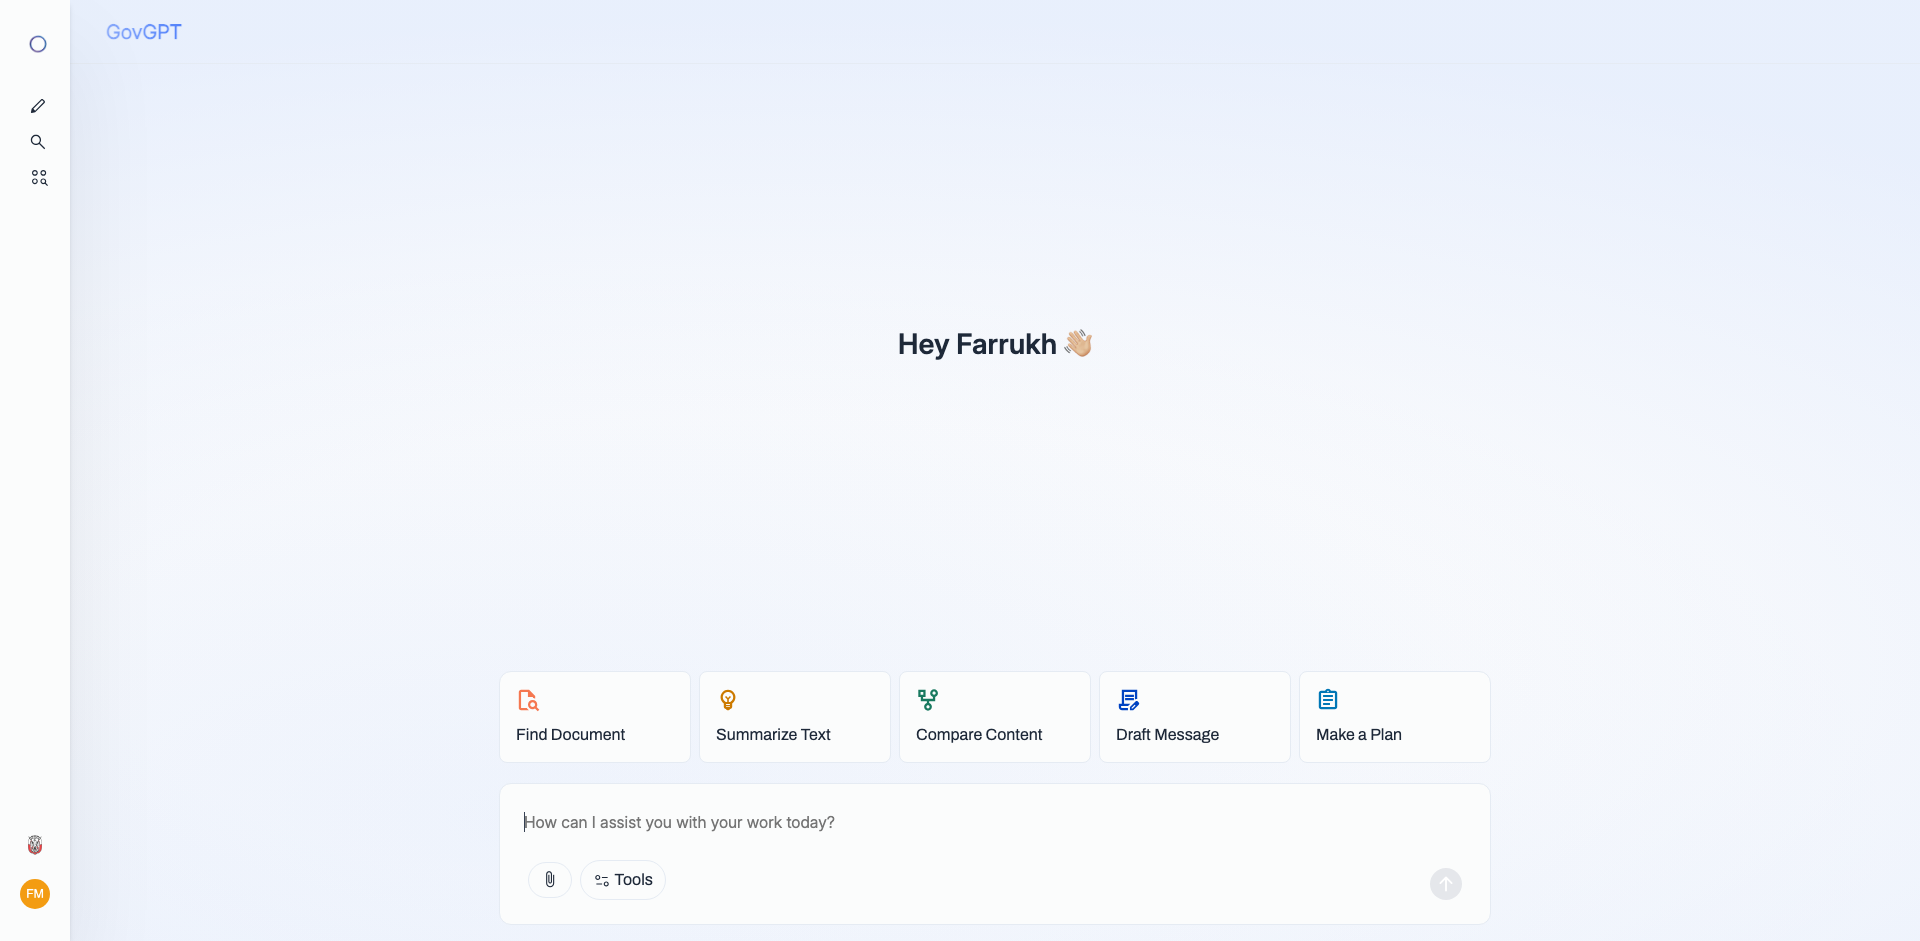 GovGPT
Hey Farrukh 👋🏼
Find Document
Summarize Text
Compare Content
Draft Message
Make a Plan
How can I assist you with your work today?
Tools
FM